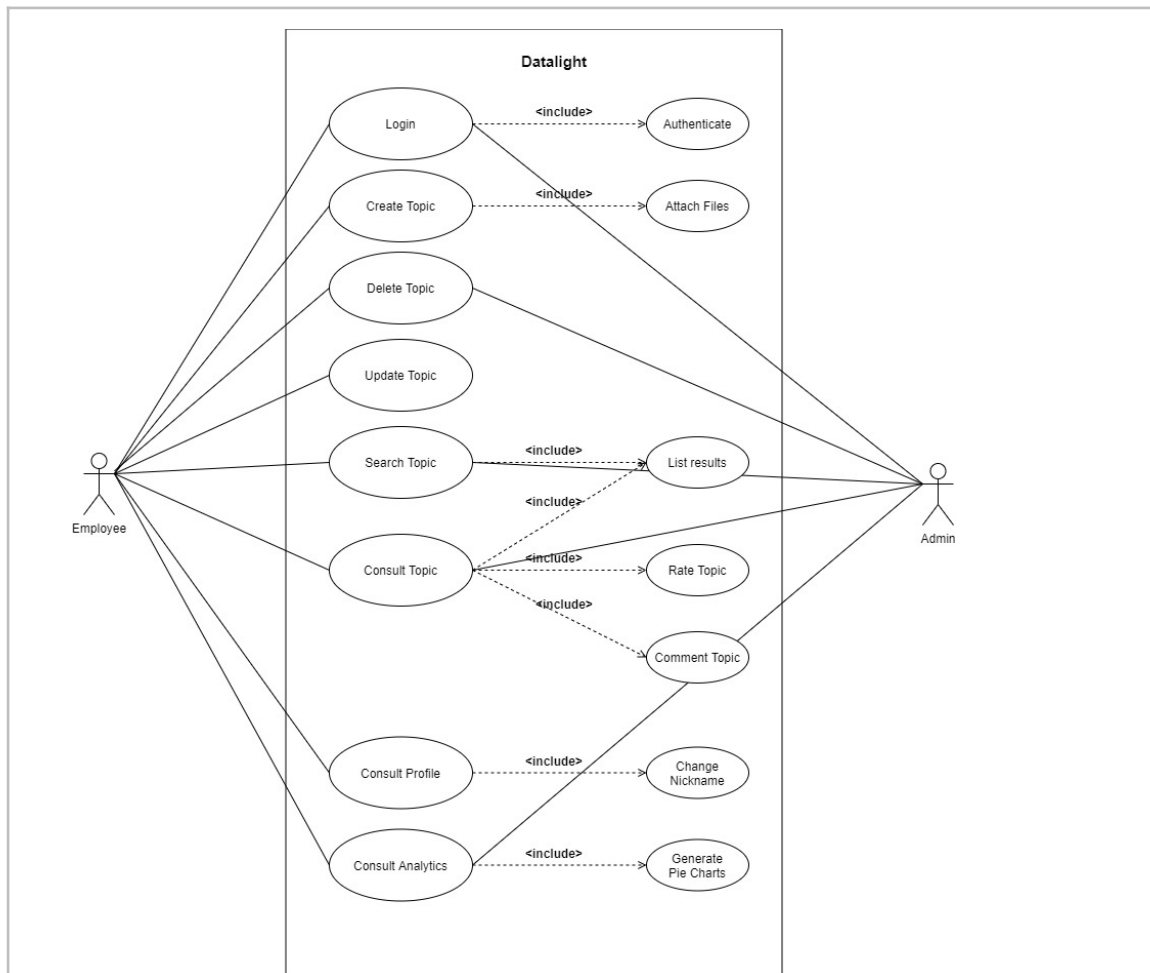 Datalight
<include>
Login
Authenticate
<include>
Create Topic
Attach Files
Delete Topic
Update Topic
<include>
Search Topic
List results
<include>
Employee
Admin
<include>
Consult Topic
Rate Topic
<include>
Comment Topic
<include>
Consult Profile
Change
Nickname
<include>
Consult Analytics
Generate
Pie Charts